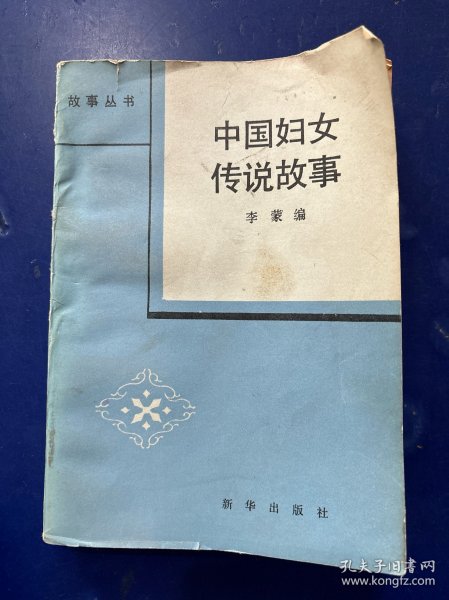 故事丛书
中国妇女
传说故事
李蒙编
新华出版社
孔夫子旧书网
www.kongfz.com